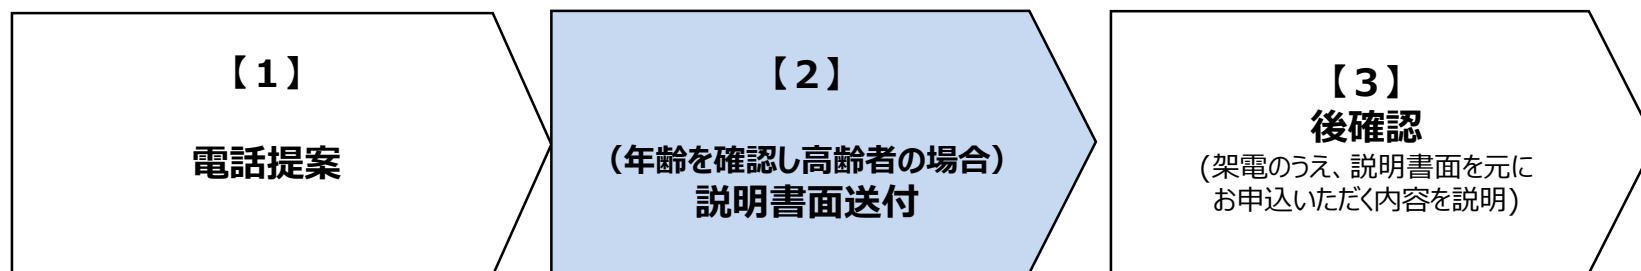 【1】
電話提案
【2】
（年齢を確認し高齢者の場合）
説明書面送付
【3】
後確認
(架電のうえ、説明書面を元に
お申込いただく内容を説明)